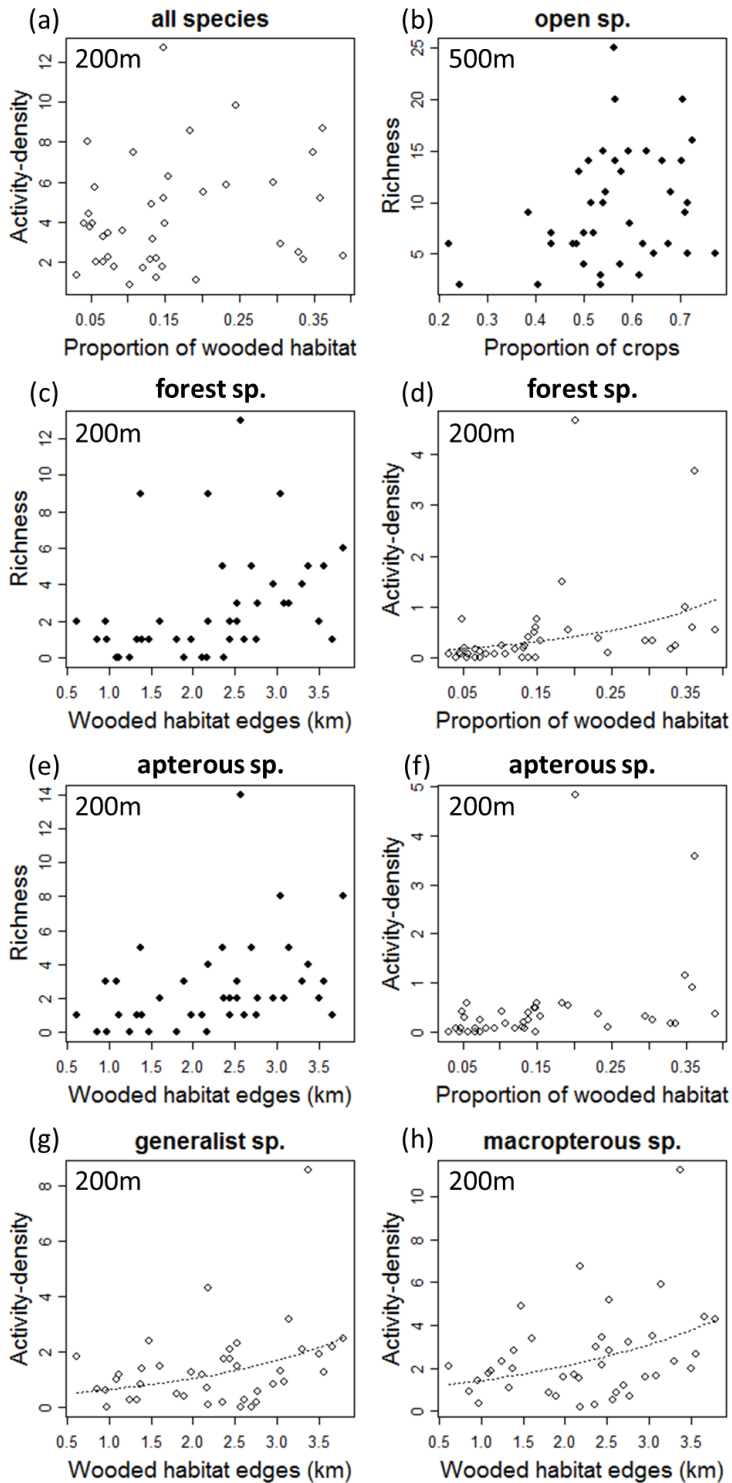 (a) all species
200m
Activity-density
12
10
8
6
4
2
0.05 0.15 0.25 0.35
Proportion of wooded habitat
(b) open sp.
500m
Richness
25
20
15
10
5
0.2 0.3 0.4 0.5 0.6 0.7
Proportion of crops
(c) forest sp.
200m
Richness
12
10
8
6
4
2
0
0.5 1.0 1.5 2.0 2.5 3.0 3.5
Wooded habitat edges (km)
(d) forest sp.
200m
Activity-density
4
3
2
1
0
0.05 0.15 0.25 0.35
Proportion of wooded habitat
(e) apterous sp.
200m
Richness
14
12
10
8
6
4
2
0
0.5 1.0 1.5 2.0 2.5 3.0 3.5
Wooded habitat edges (km)
(f) apterous sp.
200m
Activity-density
5
4
3
2
1
0
0.05 0.15 0.25 0.35
Proportion of wooded habitat
(g) generalist sp.
200m
Activity-density
8
6
4
2
0
0.5 1.0 1.5 2.0 2.5 3.0 3.5
Wooded habitat edges (km)
(h) macropterous sp.
200m
Activity-density
10
8
6
4
2
0
0.5 1.0 1.5 2.0 2.5 3.0 3.5
Wooded habitat edges (km)